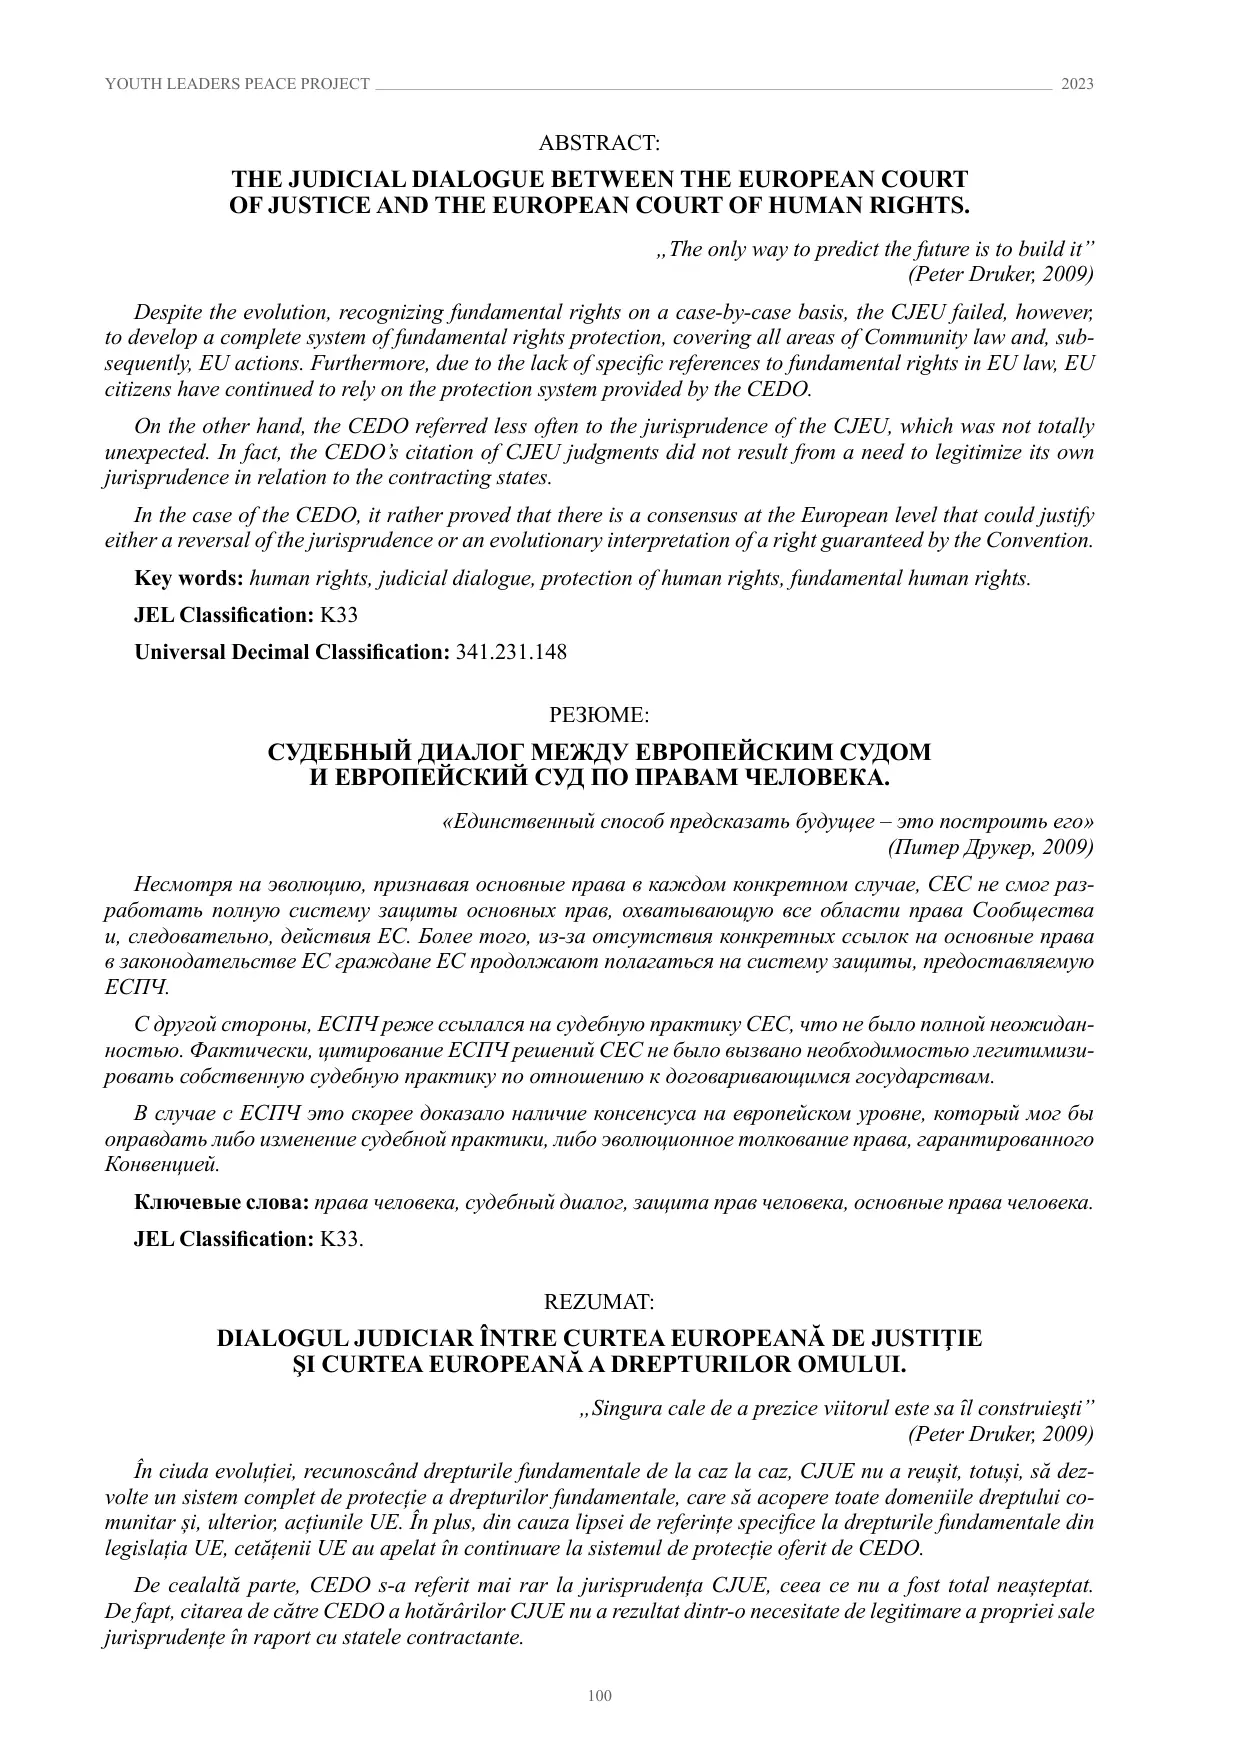 YOUTH LEADERS PEACE PROJECT 2023
ABSTRACT:
THE JUDICIAL DIALOGUE BETWEEN THE EUROPEAN COURT
OF JUSTICE AND THE EUROPEAN COURT OF HUMAN RIGHTS.
„The only way to predict the future is to build it”
(Peter Druker, 2009)
Despite the evolution, recognizing fundamental rights on a case-by-case basis, the CJEU failed, however,
to develop a complete system of fundamental rights protection, covering all areas of Community law and, sub-
sequently, EU actions. Furthermore, due to the lack of specific references to fundamental rights in EU law, EU
citizens have continued to rely on the protection system provided by the CEDO.
On the other hand, the CEDO referred less often to the jurisprudence of the CJEU, which was not totally
unexpected. In fact, the CEDO’s citation of CJEU judgments did not result from a need to legitimize its own
jurisprudence in relation to the contracting states.
In the case of the CEDO, it rather proved that there is a consensus at the European level that could justify
either a reversal of the jurisprudence or an evolutionary interpretation of a right guaranteed by the Convention.
Key words: human rights, judicial dialogue, protection of human rights, fundamental human rights.
JEL Classification: K33
Universal Decimal Classification: 341.231.148
РЕЗЮМЕ:
СУДЕБНЫЙ ДИАЛОГ МЕЖДУ ЕВРОПЕЙСКИМ СУДОМ
И ЕВРОПЕЙСКИЙ СУД ПО ПРАВАМ ЧЕЛОВЕКА.
«Единственный способ предсказать будущее – это построить его»
(Питер Друкер, 2009)
Несмотря на эволюцию, признавая основные права в каждом конкретном случае, СЕС не смог раз-
работать полную систему защиты основных прав, охватывающую все области права Сообщества
и, следовательно, действия ЕС. Более того, из-за отсутствия конкретных ссылок на основные права
в законодательстве ЕС граждане ЕС продолжают полагаться на систему защиты, предоставляемую
ЕСПЧ.
С другой стороны, ЕСПЧ реже ссылался на судебную практику СЕС, что не было полной неожидан-
ностью. Фактически, цитирование ЕСПЧ решений СЕС не было вызвано необходимостью легитимизи-
ровать собственную судебную практику по отношению к договаривающимся государствам.
В случае с ЕСПЧ это скорее доказало наличие консенсуса на европейском уровне, который мог бы
оправдать либо изменение судебной практики, либо эволюционное толкование права, гарантированного
Конвенцией.
Ключевые слова: права человека, судебный диалог, защита прав человека, основные права человека.
JEL Classification: K33.
REZUMAT:
DIALOGUL JUDICIAR ÎNTRE CURTEA EUROPEANĂ DE JUSTIŢIE
ŞI CURTEA EUROPEANĂ A DREPTURILOR OMULUI.
„Singura cale de a prezice viitorul este sa îl construieşti”
(Peter Druker, 2009)
În ciuda evoluției, recunoscând drepturile fundamentale de la caz la caz, CJUE nu a reușit, totuși, să dez-
volte un sistem complet de protecție a drepturilor fundamentale, care să acopere toate domeniile dreptului co-
munitar și, ulterior, acțiunile UE. În plus, din cauza lipsei de referințe specifice la drepturile fundamentale din
legislația UE, cetățenii UE au apelat în continuare la sistemul de protecție oferit de CEDO.
De cealaltă parte, CEDO s-a referit mai rar la jurisprudența CJUE, ceea ce nu a fost total neașteptat.
De fapt, citarea de către CEDO a hotărârilor CJUE nu a rezultat dintr-o necesitate de legitimare a propriei sale
jurisprudențe în raport cu statele contractante.
100